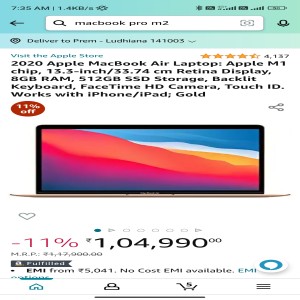 7:35 AM | 1.4KB/s
macbook pro m2
Deliver to Prem - Ludhiana 141003
Visit the Apple Store
4,137
2020 Apple MacBook Air Laptop: Apple M1
chip, 13.3-inch/33.74 cm Retina Display,
8GB RAM, 512GB SSD Storage, Backlit
Keyboard, FaceTime HD Camera, Touch ID.
Works with iPhone/iPad; Gold
11%
off
-11% ₹1,04,99000
M.R.P.: ₹1,17,900.00
Fulfilled
EMI from ₹5,041. No Cost EMI available. EMI
options
5